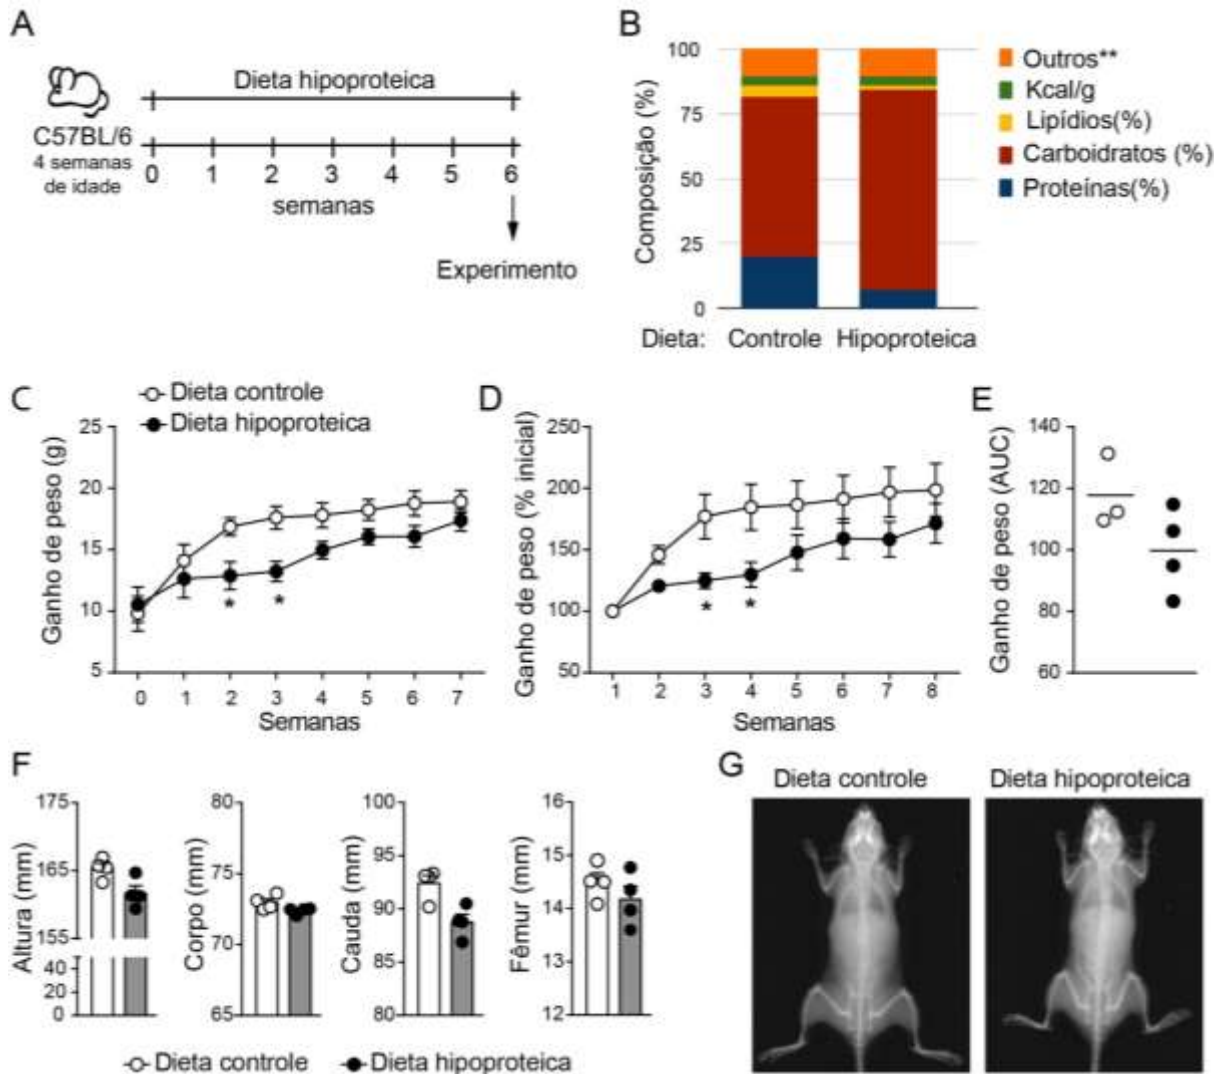 A
Dieta hipoproteica
C57BL/6
4 semanas
de idade
0 1 2 3 4 5 6
semanas
Experimento
B
Composição (%)
100
75
50
25
0
Dieta: Controle Hipoproteica
Outros**
Kcal/g
Lipídios(%)
Carboidratos (%)
Proteínas(%)
C
Dieta controle
Dieta hipoproteica
Ganho de peso (g)
25
20
15
10
5
* *
0 1 2 3 4 5 6 7
Semanas
D
Ganho de peso (% inicial)
250
200
150
100
50
* *
1 2 3 4 5 6 7 8
Semanas
E
Ganho de peso (AUC)
140
120
100
80
60
F
Altura (mm)
175
165
155
50
40
20
0
Corpo (mm)
80
75
70
65
Cauda (mm)
100
95
90
85
80
Fêmur (mm)
16
15
14
13
12
Dieta controle Dieta hipoproteica
G
Dieta controle
Dieta hipoproteica